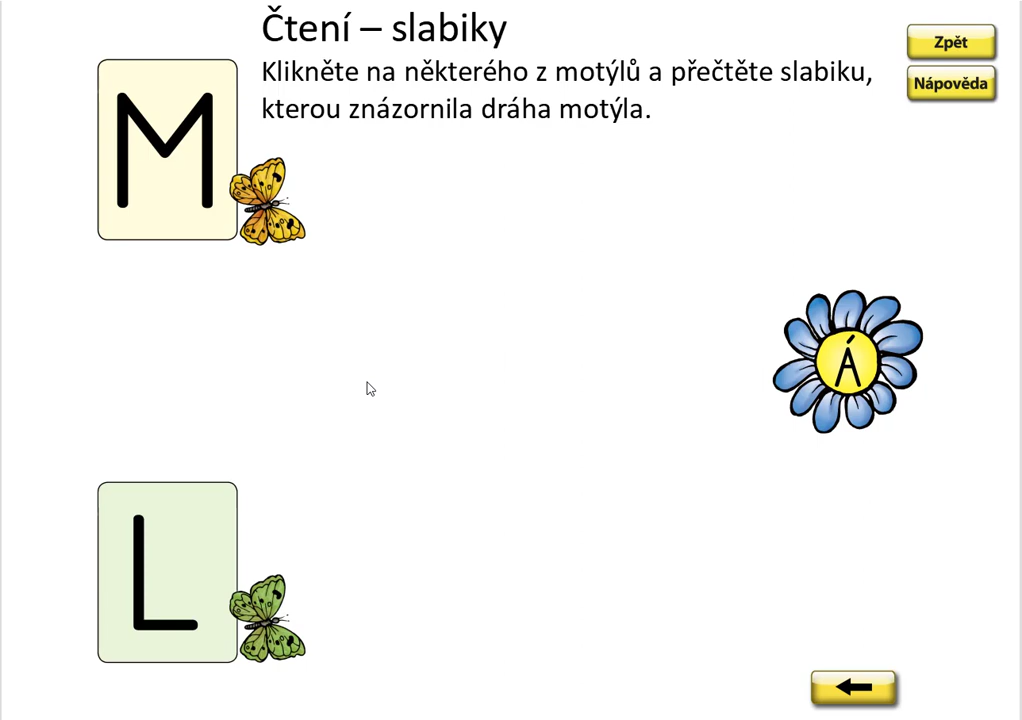 Čtení – slabiky
Klikněte na některého z motýlů a přečtěte slabiku,
kterou znázornila dráha motýla.
Zpět
Nápověda
M
Á
L